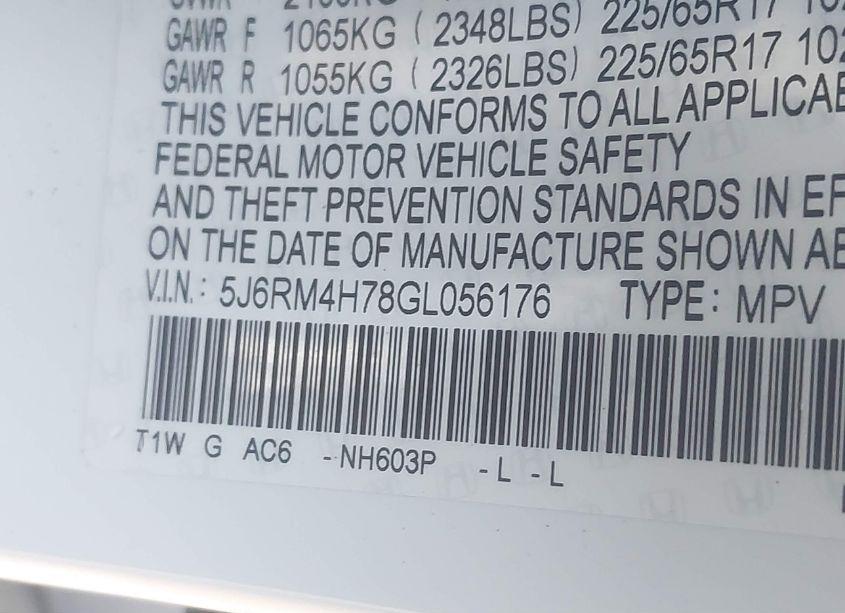 GAWR F 1065KG ( 2348LBS) 225/65R17
GAWR R 1055KG ( 2326LBS) 225/65R17
THIS VEHICLE CONFORMS TO ALL
FEDERAL MOTOR VEHICLE SAFETY
AND THEFT PREVENTION STANDARDS IN
ON THE DATE OF MANUFACTURE SHOWN
V.I.N.: 5J6RM4H78GL056176 TYPE: MPV
T1W G AC6 -NH603P -L -L